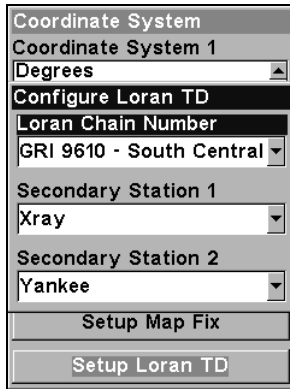 Coordinate System
Coordinate System 1
Degrees
Configure Loran TD
Loran Chain Number
GRI 9610 - South Central
Secondary Station 1
Xray
Secondary Station 2
Yankee
Setup Map Fix
Setup Loran TD